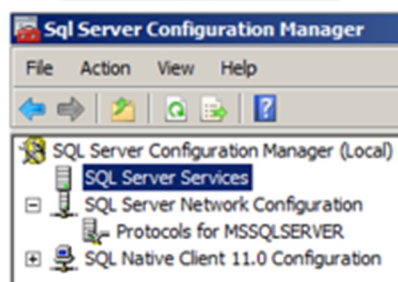 Sql Server Configuration Manager
File Action View Help
SQL Server Configuration Manager (Local)
SQL Server Services
SQL Server Network Configuration
Protocols for MSSQLSERVER
SQL Native Client 11.0 Configuration